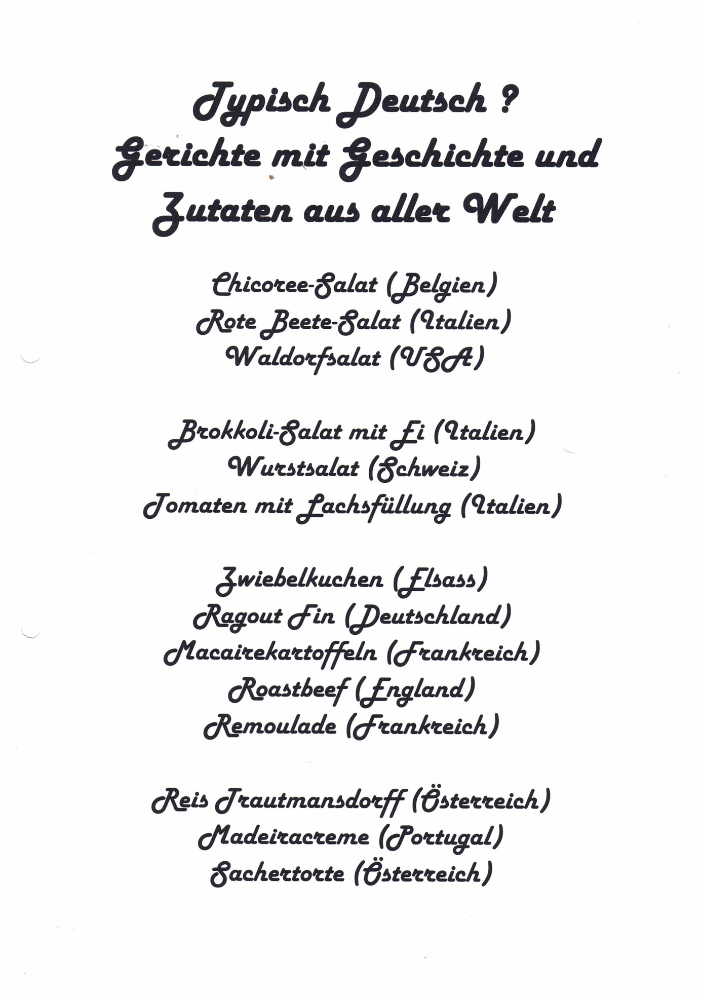 Typisch Deutsch ?
Gerichte mit Geschichte und
Zutaten aus aller Welt
Chicoree-Salat (Belgien)
Rote Beete-Salat (Italien)
Waldorfsalat (USA)
Brokkoli-Salat mit Ei (Italien)
Wurstsalat (Schweiz)
Tomaten mit Lachsfüllung (Italien)
Zwiebelkuchen (Elsass)
Ragout Fin (Deutschland)
Macairekartoffeln (Frankreich)
Roastbeef (England)
Remoulade (Frankreich)
Reis Trautmansdorff (Österreich)
Madeiracreme (Portugal)
Sachertorte (Österreich)